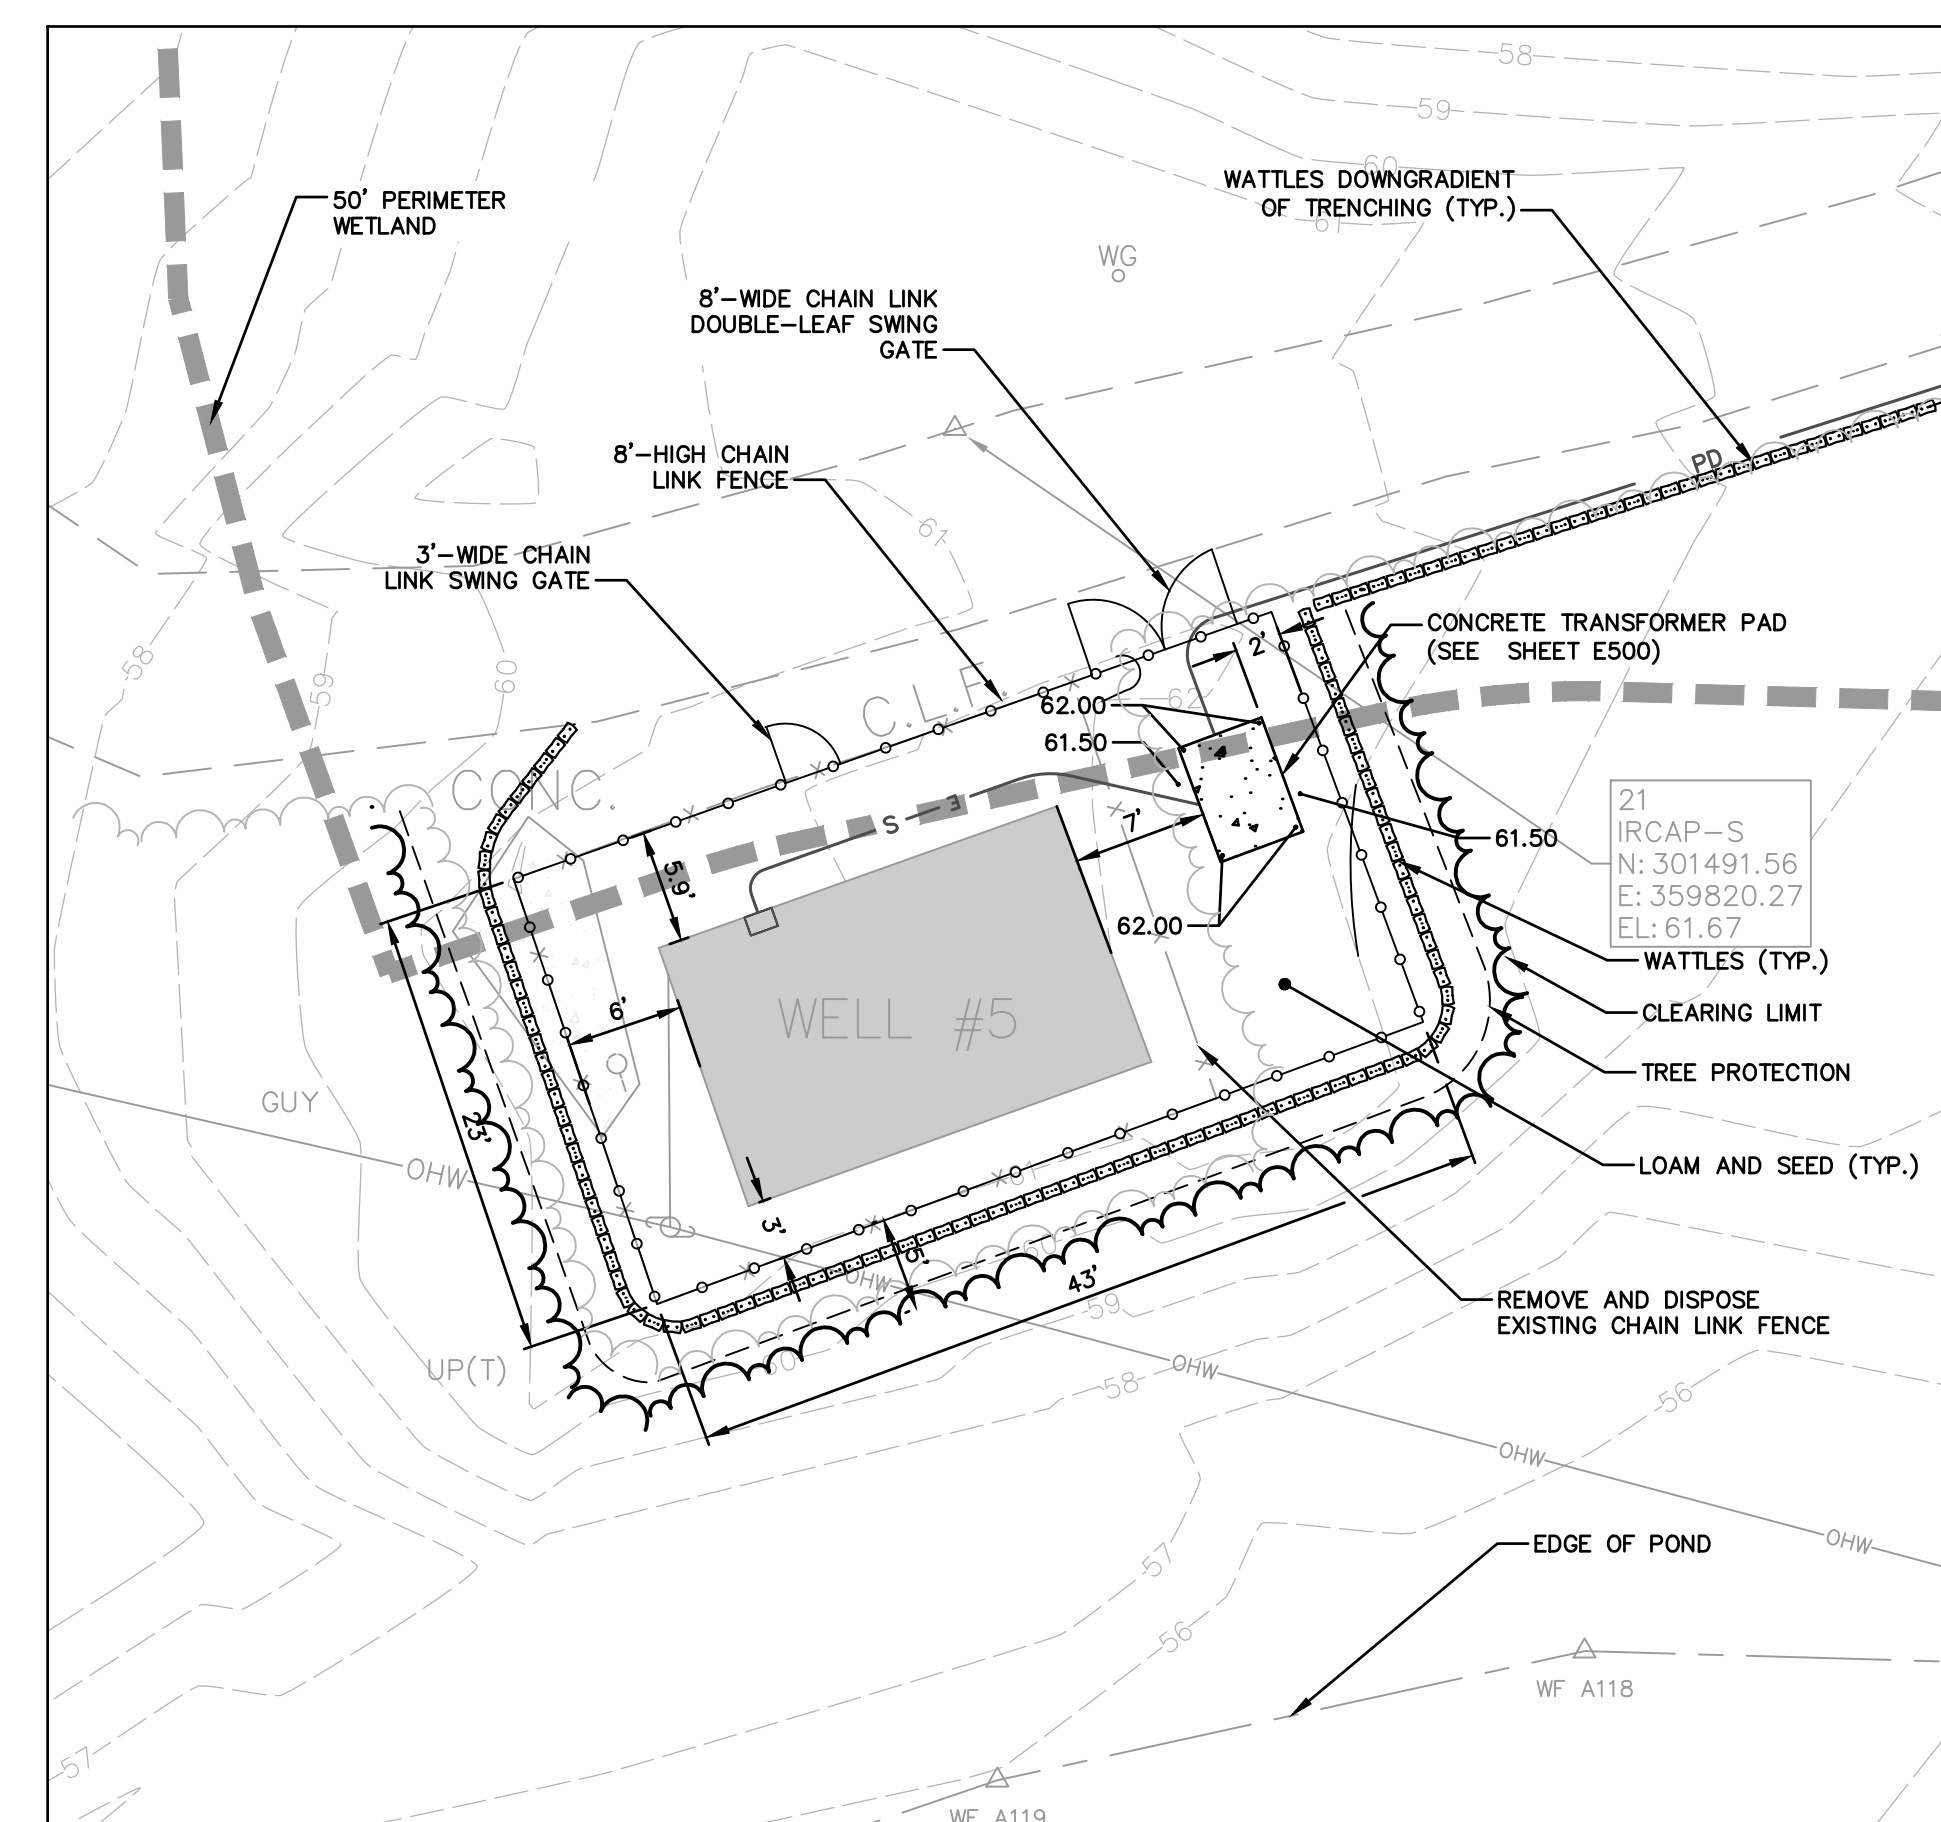 58
59
60
61
WATTLES DOWNGRADIENT
OF TRENCHING (TYP.)
50' PERIMETER
WETLAND
WG
8'-WIDE CHAIN LINK
DOUBLE-LEAF SWING
GATE
8'-HIGH CHAIN
LINK FENCE
PD
61
3'-WIDE CHAIN
LINK SWING GATE
CONCRETE TRANSFORMER PAD
(SEE SHEET E500)
2'
58
59
60
C.L.F.
62
62.00
61.50
CONC.
S
E
7'
61.50
21
IRCAP-S
N: 301491.56
E: 359820.27
EL: 61.67
5.9'
62.00
WATTLES (TYP.)
6'
WELL #5
CLEARING LIMIT
TREE PROTECTION
GUY
23'
OHW
61
LOAM AND SEED (TYP.)
3'
5'
60
OHW
43'
59
REMOVE AND DISPOSE
EXISTING CHAIN LINK FENCE
UP(T)
60
58
OHW
56
OHW
OHW
EDGE OF POND
57
56
WF A118
57
WF A119